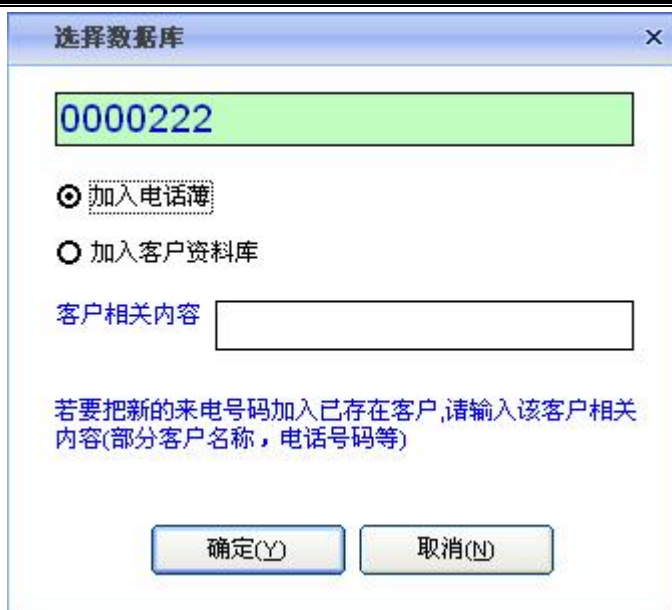 选择数据库
0000222
加入电话薄
加入客户资料库
客户相关内容
若要把新的来电号码加入已存在客户,请输入该客户相关
内容(部分客户名称，电话号码等)
确定(Y)
取消(N)